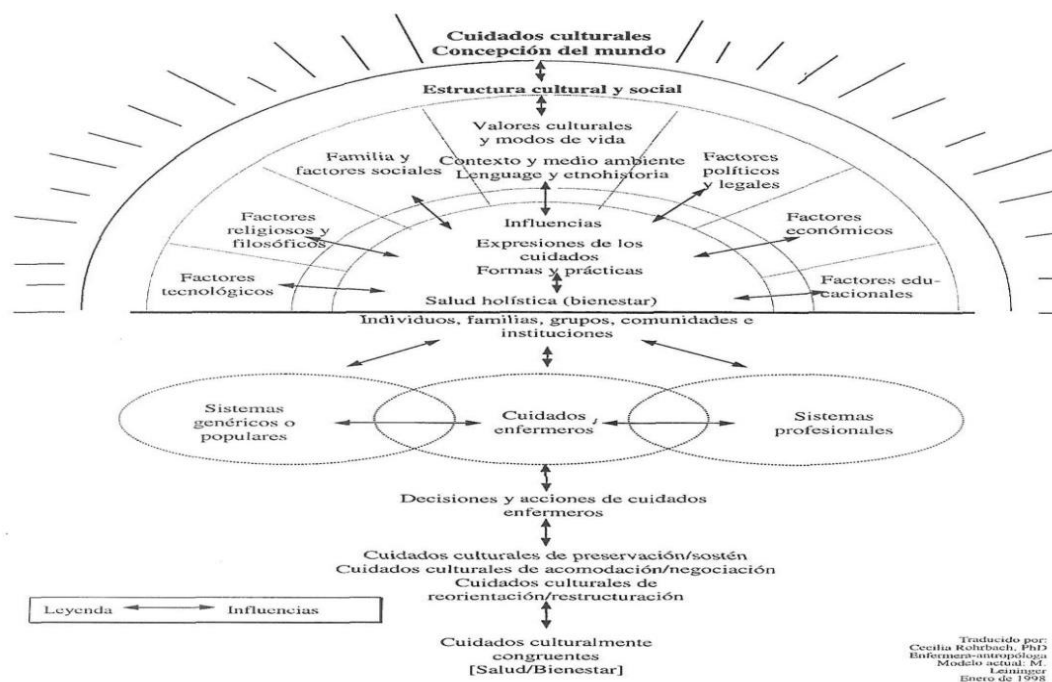 Cuidados culturales
Concepción del mundo
Estructura cultural y social
Valores culturales
y modos de vida
Familia y
factores sociales
Contexto y medio ambiente
Lenguage y etnohistoria
Factores
políticos
y legales
Factores
religiosos y
filosóficos
Influencias
Expresiones de los
cuidados
Formas y prácticas
Factores
económicos
Factores
tecnológicos
Salud holística (bienestar)
Factores edu-
cacionales
Individuos, familias, grupos, comunidades e
instituciones
Sistemas
genéricos o
populares
Cuidados
enfermeros
Sistemas
profesionales
Decisiones y acciones de cuidados
enfermeros
Cuidados culturales de preservación/sostén
Cuidados culturales de acomodación/negociación
Cuidados culturales de
reorientación/restructuración
Leyenda Influencias
Cuidados culturalmente
congruentes
[Salud/Bienestar]
Traducido por:
Cecilia Rohrbach, PhD
Enfermera-antropóloga
Modelo actual: M.
Leininger
Enero de 1998